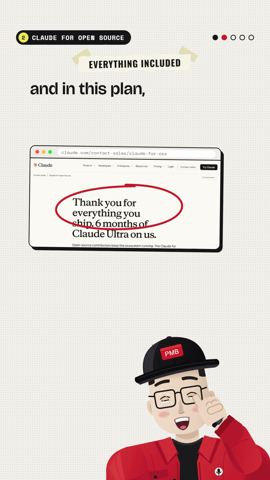 2 CLAUDE FOR OPEN SOURCE
EVERYTHING INCLUDED
and in this plan,
claude.com/contact-sales/claude-for-oss
Claude
Thank you for
everything you
ship. 6 months of
Claude Ultra on us.
PMB